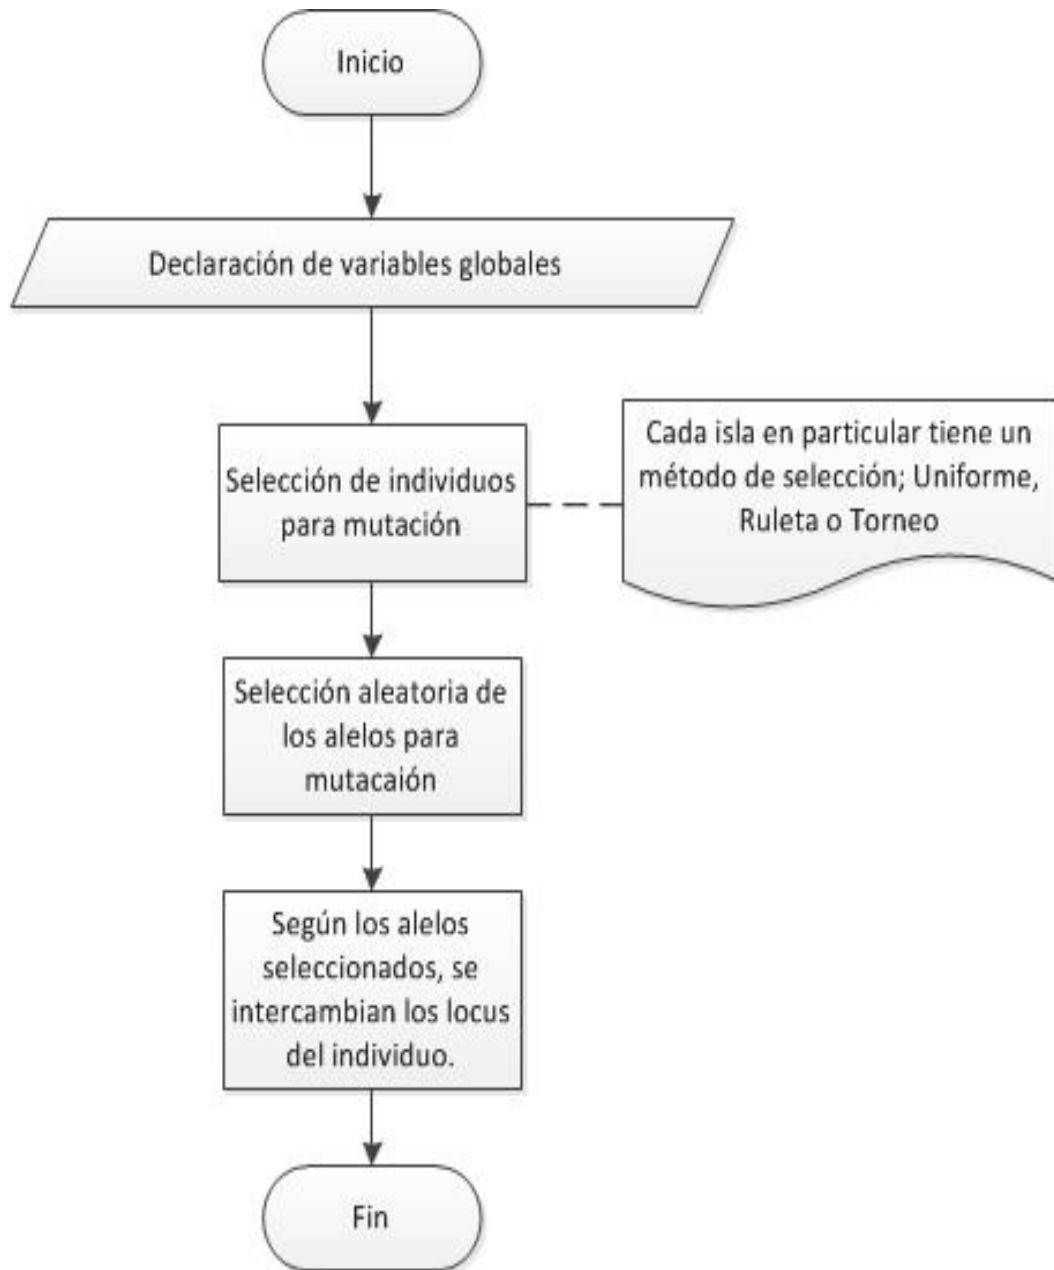 Inicio
Declaración de variables globales
Selección de individuos
para mutación
Cada isla en particular tiene un
método de selección; Uniforme,
Ruleta o Torneo
Selección aleatoria de
los alelos para
mutacaión
Según los alelos
seleccionados, se
intercambian los locus
del individuo.
Fin